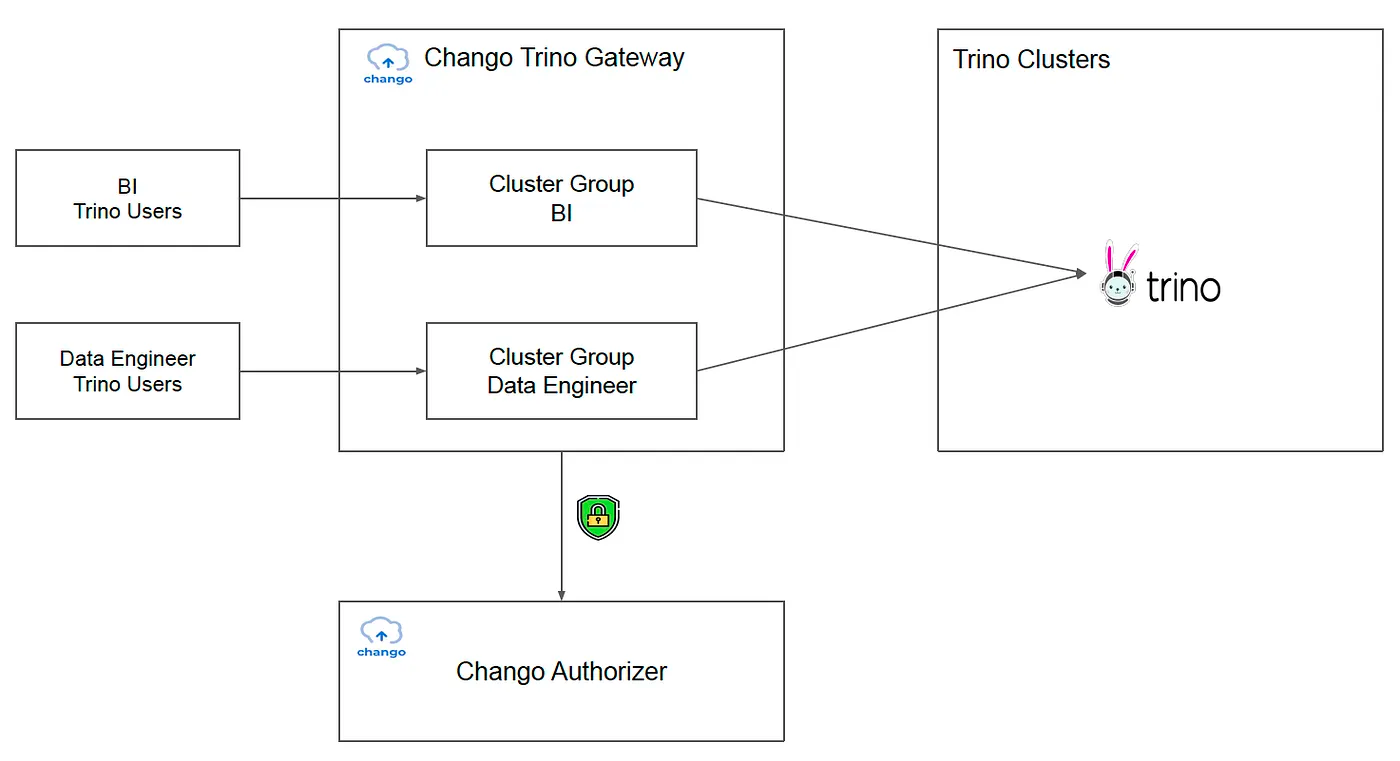 chango
Chango Trino Gateway
Trino Clusters
BI
Trino Users
Cluster Group
BI
trino
Data Engineer
Trino Users
Cluster Group
Data Engineer
chango
Chango Authorizer